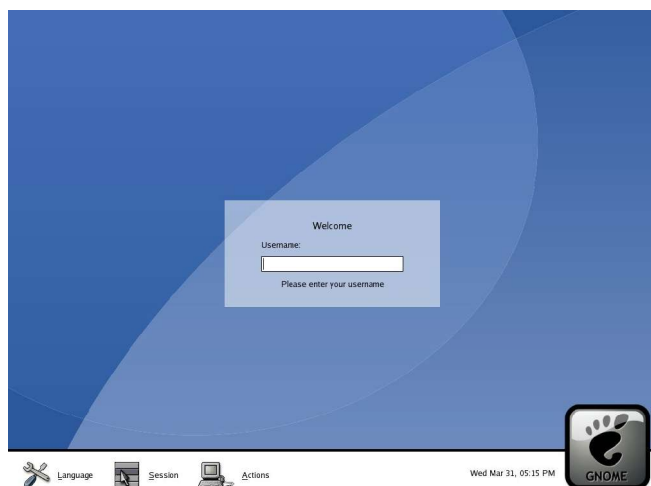 Welcome
Username:
Please enter your username
Language Session Actions Wed Mar 31, 05:15 PM GNOME